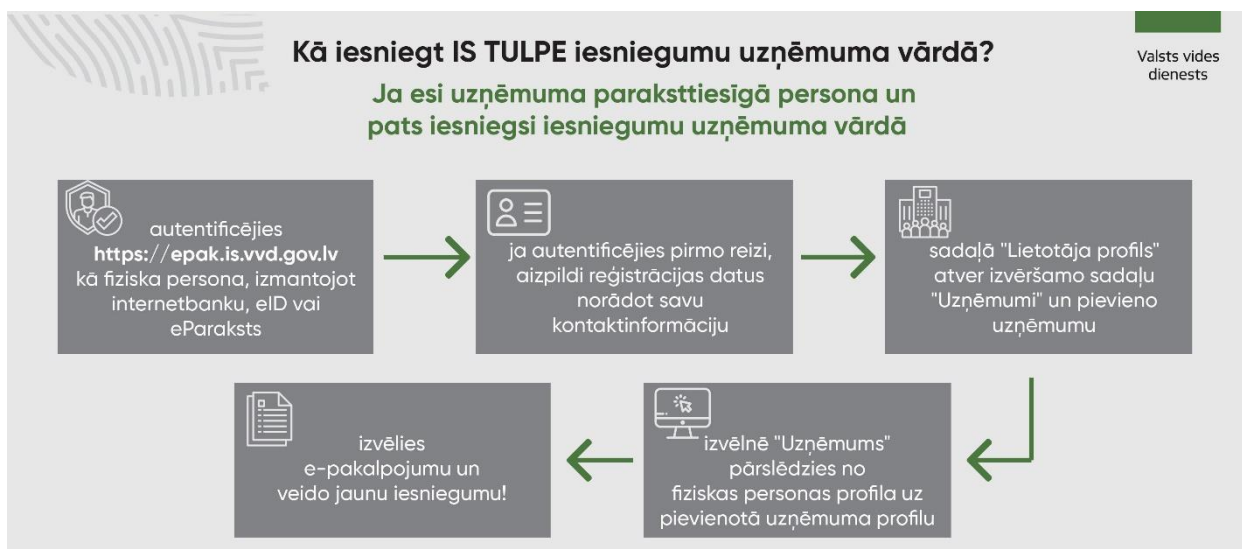 Kā iesniegt IS TULPE iesniegumu uzņēmuma vārdā?
Valsts vides
dienests
Ja esi uzņēmuma paraksttiesīgā persona un
pats iesniegsi iesniegumu uzņēmuma vārdā
autentificējies
https://epak.is.vvd.gov.lv
kā fiziska persona, izmantojot
internetbanku, eID vai
eParaksts
ja autentificējies pirmo reizi,
aizpildi reģistrācijas datus
norādot savu
kontaktinformāciju
sadaļā "Lietotāja profils"
atver izvēršamo sadaļu
"Uzņēmumi" un pievieno
uzņēmumu
izvēlnē "Uzņēmums"
pārslēdzies no
fiziskas personas profila uz
pievienotā uzņēmuma profilu
izvēlies
e-pakalpojumu un
veido jaunu iesniegumu!